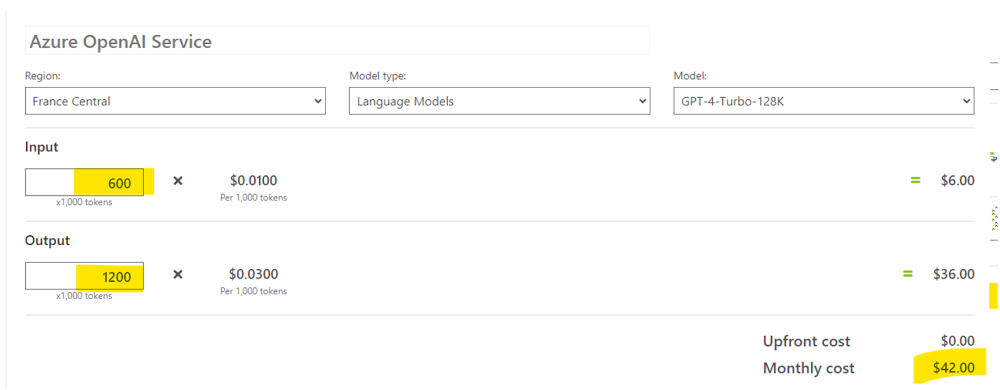 Azure OpenAI Service
Region: Model type: Model:
France Central Language Models GPT-4-Turbo-128K
Input
600 × $0.0100 = $6.00
x1,000 tokens Per 1,000 tokens
Output
1200 × $0.0300 = $36.00
x1,000 tokens Per 1,000 tokens
Upfront cost $0.00
Monthly cost $42.00